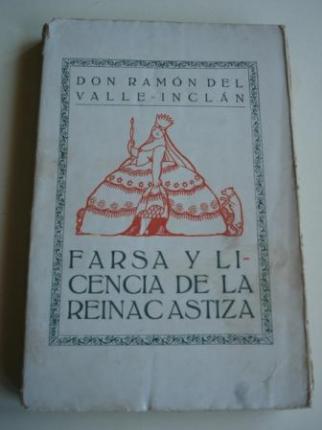 DON RAMÓN DEL
VALLE-INCLÁN
FARSA Y LI-
CENCIA DE LA
REINA CASTIZA